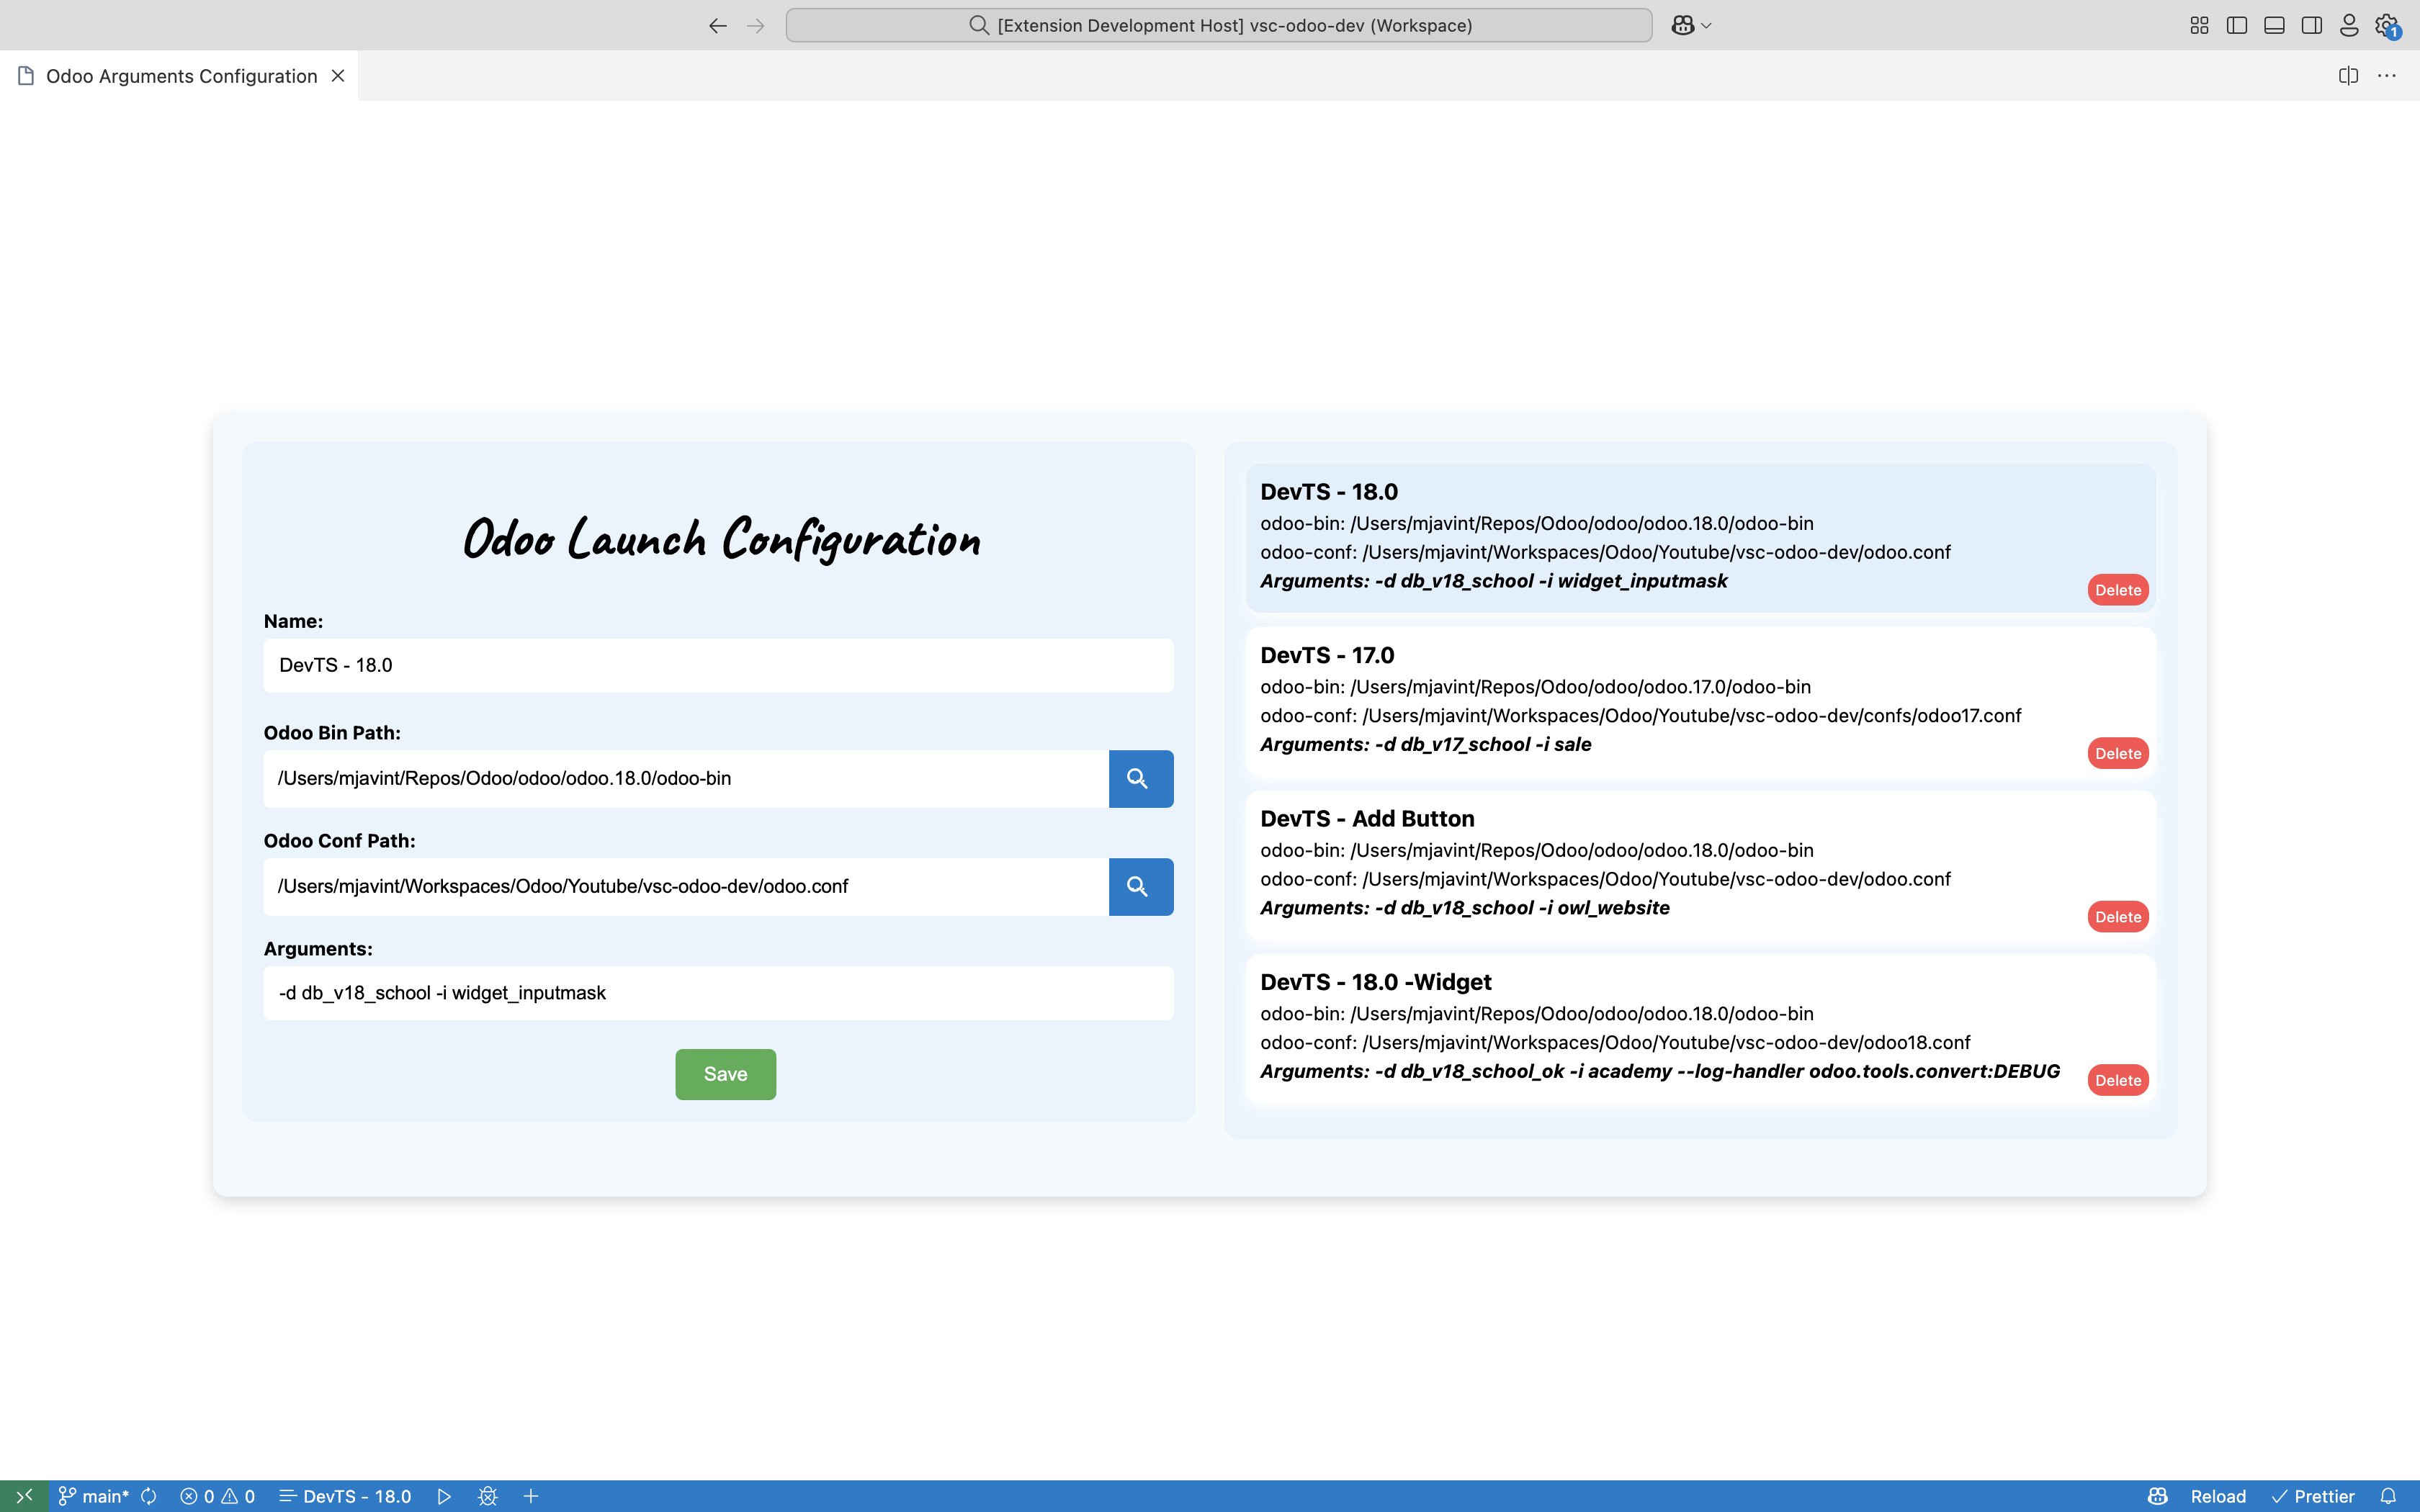 [Extension Development Host] vsc-odoo-dev (Workspace)
1
Odoo Arguments Configuration
Odoo Launch Configuration
Name:
DevTS - 18.0
Odoo Bin Path:
/Users/mjavint/Repos/Odoo/odoo/odoo.18.0/odoo-bin
Odoo Conf Path:
/Users/mjavint/Workspaces/Odoo/Youtube/vsc-odoo-dev/odoo.conf
Arguments:
-d db_v18_school -i widget_inputmask
Save
DevTS - 18.0
odoo-bin: /Users/mjavint/Repos/Odoo/odoo/odoo.18.0/odoo-bin
odoo-conf: /Users/mjavint/Workspaces/Odoo/Youtube/vsc-odoo-dev/odoo.conf
Arguments: -d db_v18_school -i widget_inputmask
Delete
DevTS - 17.0
odoo-bin: /Users/mjavint/Repos/Odoo/odoo/odoo.17.0/odoo-bin
odoo-conf: /Users/mjavint/Workspaces/Odoo/Youtube/vsc-odoo-dev/confs/odoo17.conf
Arguments: -d db_v17_school -i sale
Delete
DevTS - Add Button
odoo-bin: /Users/mjavint/Repos/Odoo/odoo/odoo.18.0/odoo-bin
odoo-conf: /Users/mjavint/Workspaces/Odoo/Youtube/vsc-odoo-dev/odoo.conf
Arguments: -d db_v18_school -i owl_website
Delete
DevTS - 18.0 -Widget
odoo-bin: /Users/mjavint/Repos/Odoo/odoo/odoo.18.0/odoo-bin
odoo-conf: /Users/mjavint/Workspaces/Odoo/Youtube/vsc-odoo-dev/odoo18.conf
Arguments: -d db_v18_school_ok -i academy --log-handler odoo.tools.convert:DEBUG
Delete
main* 0 0 DevTS - 18.0 Reload Prettier